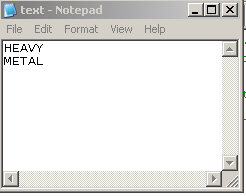 text - Notepad
File Edit Format View Help
HEAVY
METAL